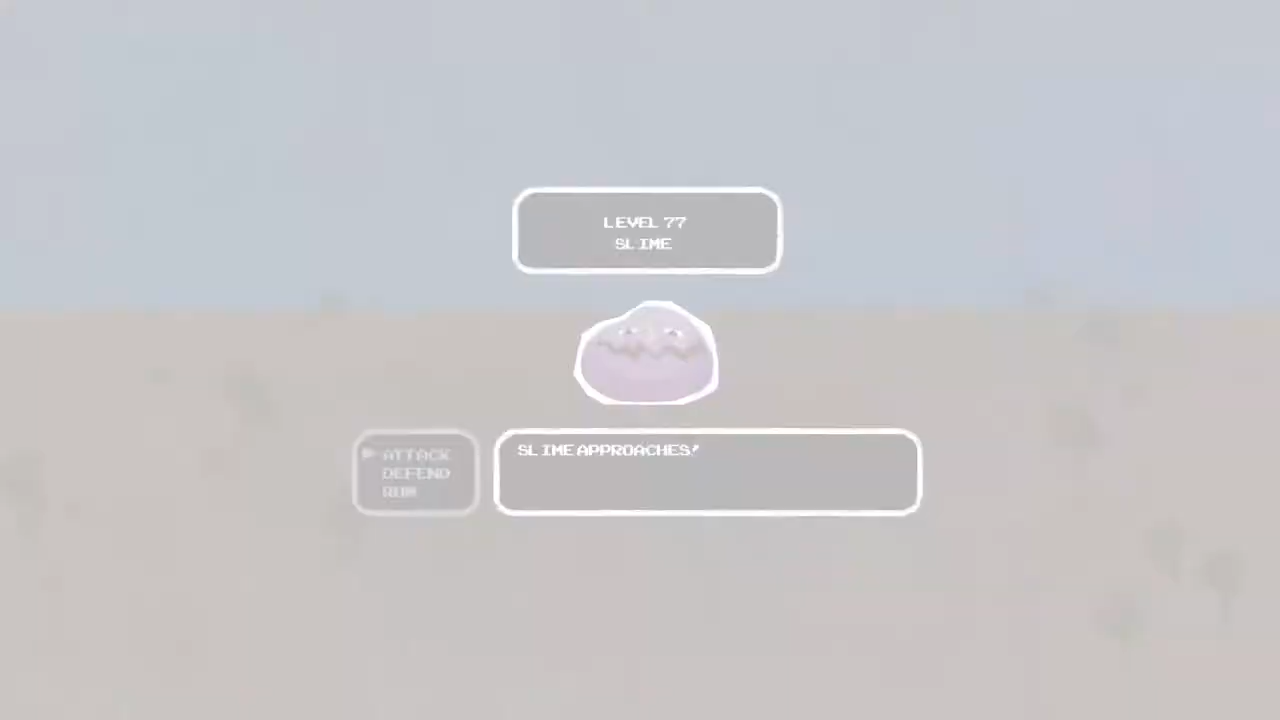 LEVEL 77
SLIME
SLIME APPROACHES!
ATTACK
DEFEND
RUN